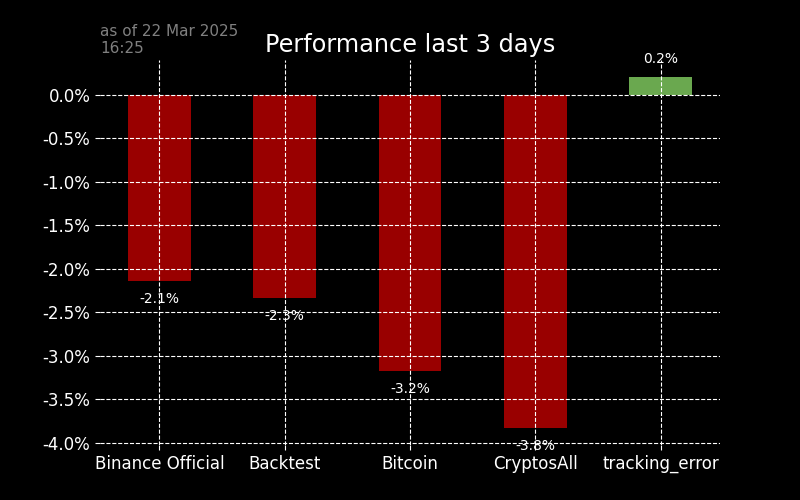 as of 22 Mar 2025
16:25
Performance last 3 days
0.2%
0.0%
-0.5%
-1.0%
-1.5%
-2.0%
-2.5%
-3.0%
-3.5%
-4.0%
-2.1%
-2.3%
-3.2%
-3.8%
Binance Official
Backtest
Bitcoin
CryptosAll
tracking_error